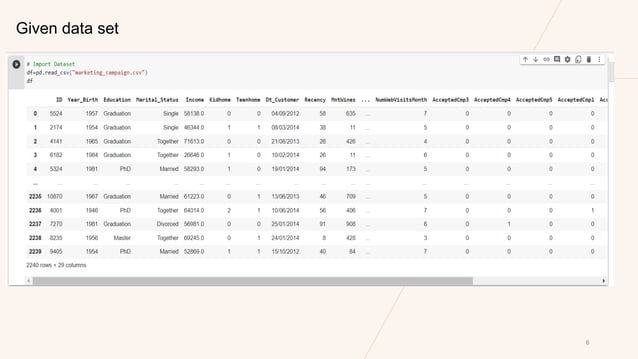 Given data set
# Import Dataset
df=pd.read_csv("marketing_campaign.csv")
df
ID Year_Birth Education Marital_Status Income Kidhome Teenhome Dt_Customer Recency MntWines ... NumWebVisitsMonth AcceptedCmp3 AcceptedCmp4 AcceptedCmp5 AcceptedCmp1 Acc
0 5524 1957 Graduation Single 58138.0 0 0 04/09/2012 58 635 ... 7 0 0 0 0
1 2174 1954 Graduation Single 46344.0 1 1 08/03/2014 38 11 ... 5 0 0 0 0
2 4141 1965 Graduation Together 71613.0 0 0 21/08/2013 26 426 ... 4 0 0 0 0
3 6182 1984 Graduation Together 26646.0 1 0 10/02/2014 26 11 ... 6 0 0 0 0
4 5324 1981 PhD Married 58293.0 1 0 19/01/2014 94 173 ... 5 0 0 0 0
... ... ... ... ... ... ... ... ... ... ... ... ... ... ... ... ...
2235 10870 1967 Graduation Married 61223.0 0 1 13/06/2013 46 709 ... 5 0 0 0 0
2236 4001 1946 PhD Together 64014.0 2 1 10/06/2014 56 406 ... 7 0 0 0 1
2237 7270 1981 Graduation Divorced 56981.0 0 0 25/01/2014 91 908 ... 6 0 1 0 0
2238 8235 1956 Master Together 69245.0 0 1 24/01/2014 8 428 ... 3 0 0 0 0
2239 9405 1954 PhD Married 52869.0 1 1 15/10/2012 40 84 ... 7 0 0 0 0
2240 rows × 29 columns
6